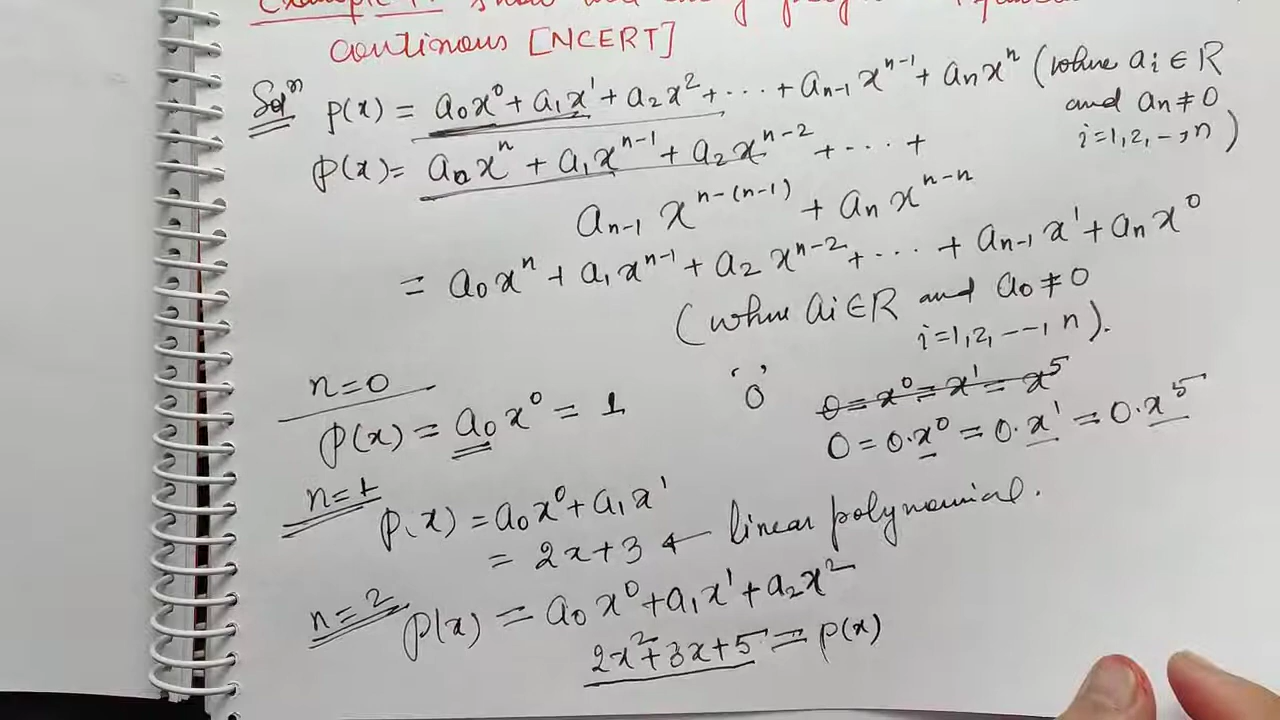 continous [NCERT]
Solⁿ p(x) = a₀x⁰ + a₁x¹ + a₂x² + ... + aₙ₋₁xⁿ⁻¹ + aₙxⁿ (where aᵢ ∈ R
and aₙ ≠ 0
i=1,2,--,n)
p(x) = a₀xⁿ + a₁xⁿ⁻¹ + a₂xⁿ⁻² + ... +
aₙ₋₁ xⁿ⁻⁽ⁿ⁻¹⁾ + aₙxⁿ⁻ⁿ
= a₀xⁿ + a₁xⁿ⁻¹ + a₂xⁿ⁻² + ... + aₙ₋₁x¹ + aₙx⁰
(where aᵢ ∈ R and a₀ ≠ 0
i=1,2,---,n).
n=0
p(x) = a₀x⁰ = 1
'0'
0 = x⁰ = x¹ = x⁵
0 = 0·x⁰ = 0·x¹ = 0·x⁵
n=1 p(x) = a₀x⁰ + a₁x¹
= 2x+3 ← linear polynomial.
n=2 p(x) = a₀x⁰ + a₁x¹ + a₂x²
2x²+3x+5 = p(x)